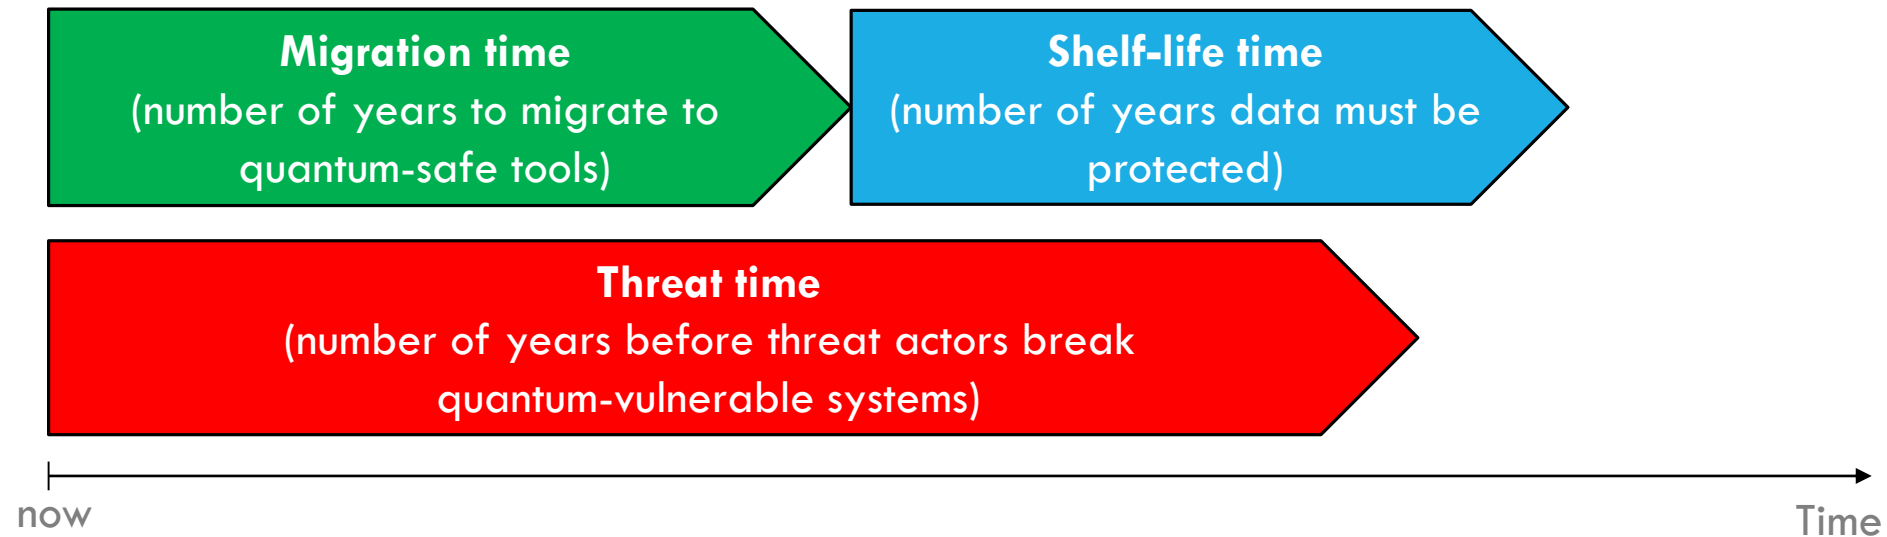 Migration time
(number of years to migrate to
quantum-safe tools)
Shelf-life time
(number of years data must be
protected)
Threat time
(number of years before threat actors break
quantum-vulnerable systems)
now
Time